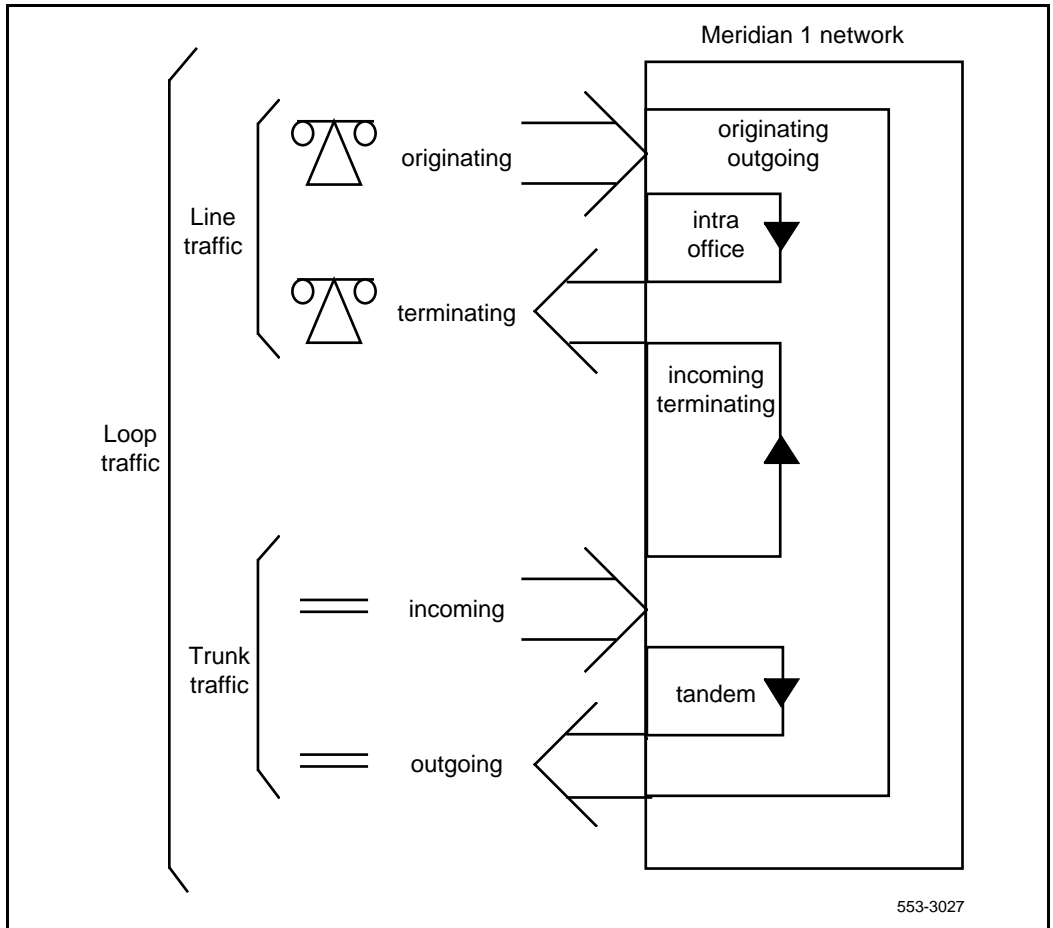 Meridian 1 network
originating
originating
outgoing
Line
traffic
intra
office
terminating
incoming
terminating
Loop
traffic
incoming
Trunk
traffic
tandem
outgoing
553-3027